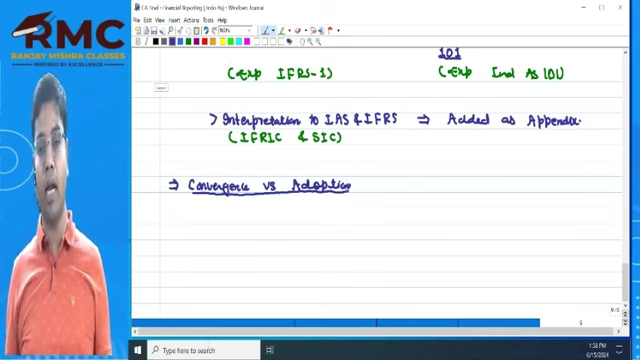 RMC
RANJAY MISHRA CLASSES
INSPIRED BY EXCELLENCE
CA Final - Financial Reporting [Indo As] - Windows Journal
File Edit View Insert Actions Tools Help
101
(Exp IFRS-1) (Exp Ind As 101)
> Interpretation to IAS & IFRS ⇒ Added as Appendix.
(IFRIC & SIC)
⇒ Convergence vs Adoption
Type here to search
1:58 PM
6/15/2024